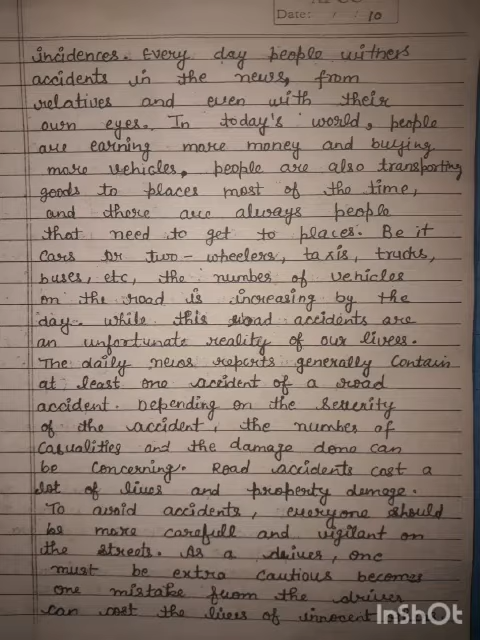 Date: / / 10
incidences. Every day people witness
accidents in the news, from
relatives and even with their
own eyes. In today's world, people
are earning more money and buying
more vehicles, people are also transporting
goods to places most of the time,
and there are always people
that need to get to places. Be it
cars or two-wheelers, taxis, trucks,
buses, etc, the number of vehicles
on the road is increasing by the
day. while this road accidents are
an unfortunate reality of our lives.
The daily news reports generally contain
at least one accident of a road
accident. Depending on the severity
of the accident, the number of
casualities and the damage done can
be concerning. Road accidents cost a
lot of lives and property damage.
To avoid accidents, everyone should
be more carefull and vigilant on
the streets. As a driver, one
must be extra cautious becomes
one mistake from the driver
can cost the lives of innocent
InShOt